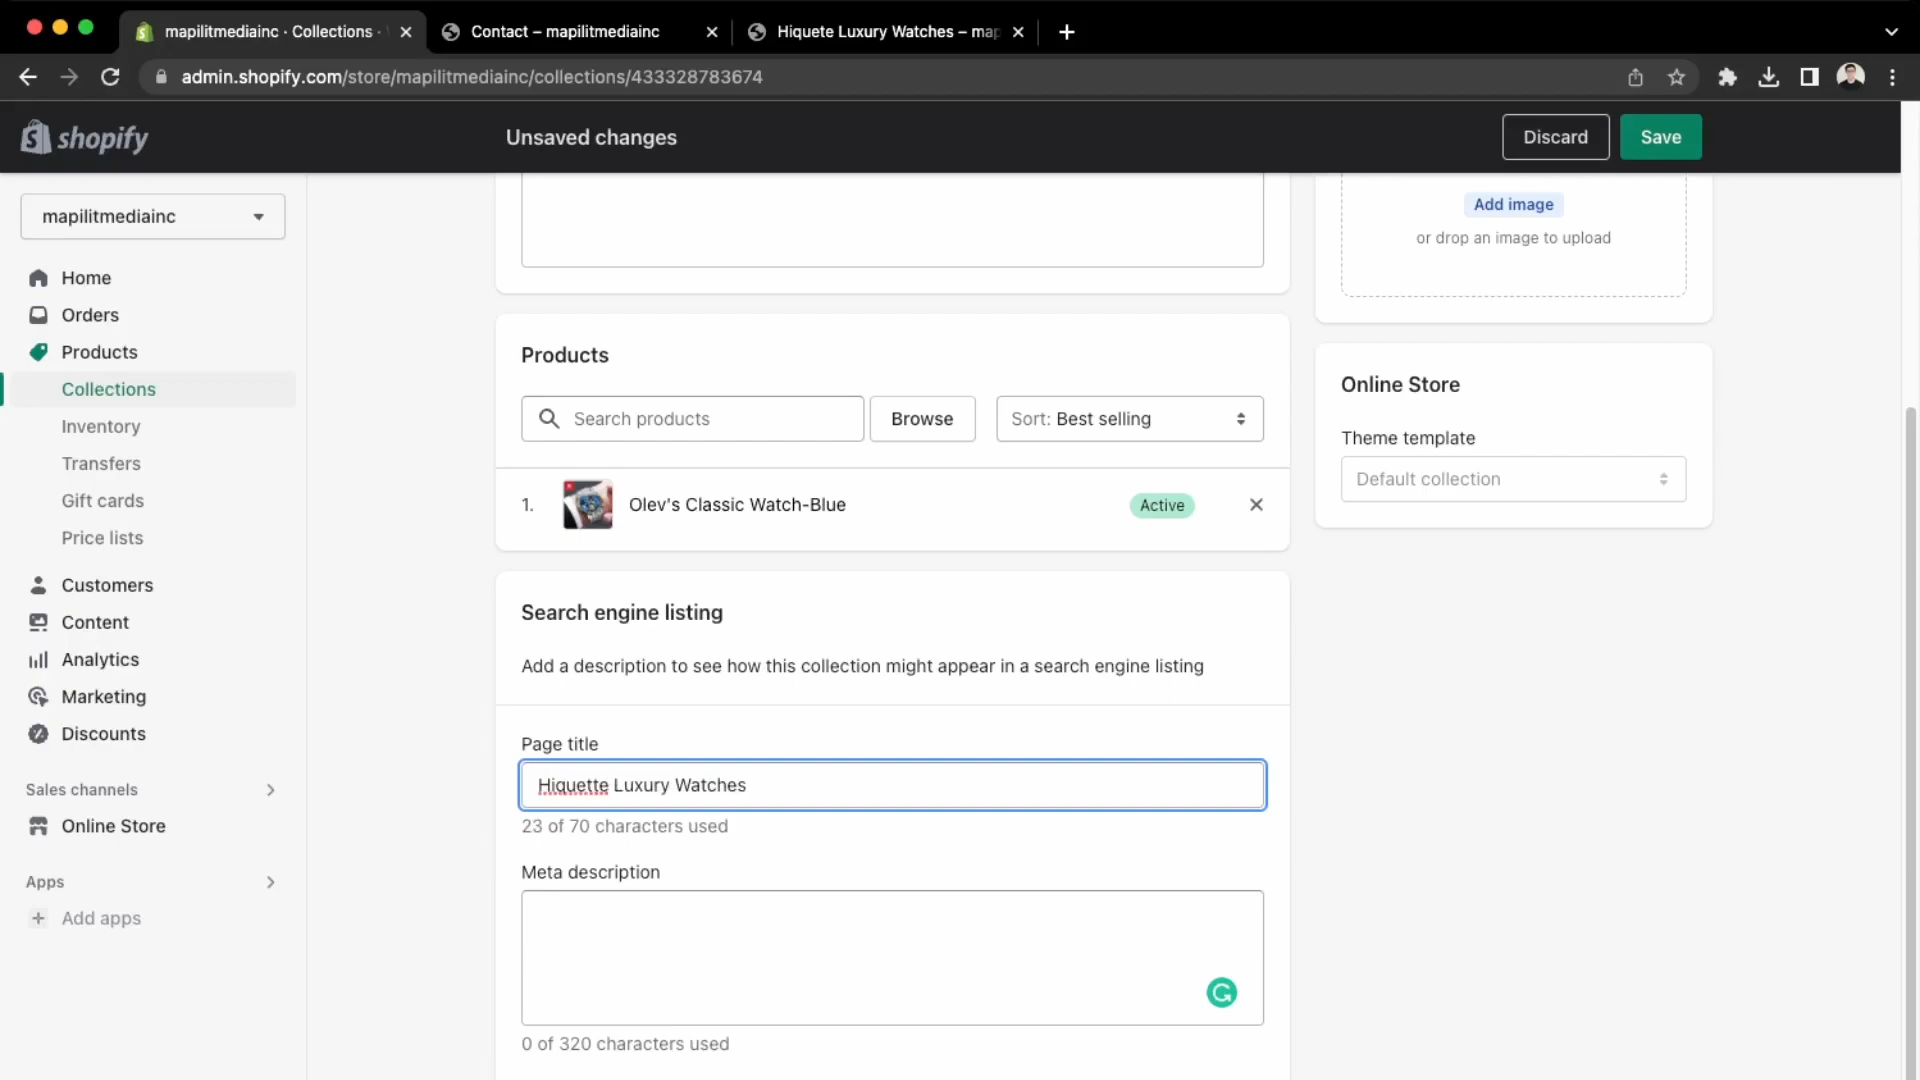 mapilitmediainc · Collections ·
Contact – mapilitmediainc
Hiquete Luxury Watches – map
admin.shopify.com/store/mapilitmediainc/collections/433328783674
shopify
Unsaved changes
Discard
Save
mapilitmediainc
Home
Orders
Products
Collections
Inventory
Transfers
Gift cards
Price lists
Customers
Content
Analytics
Marketing
Discounts
Sales channels
Online Store
Apps
Add apps
Products
Search products
Browse
Sort: Best selling
1.
Olev's Classic Watch-Blue
Active
Search engine listing
Add a description to see how this collection might appear in a search engine listing
Page title
Hiquette Luxury Watches
23 of 70 characters used
Meta description
0 of 320 characters used
Add image
or drop an image to upload
Online Store
Theme template
Default collection